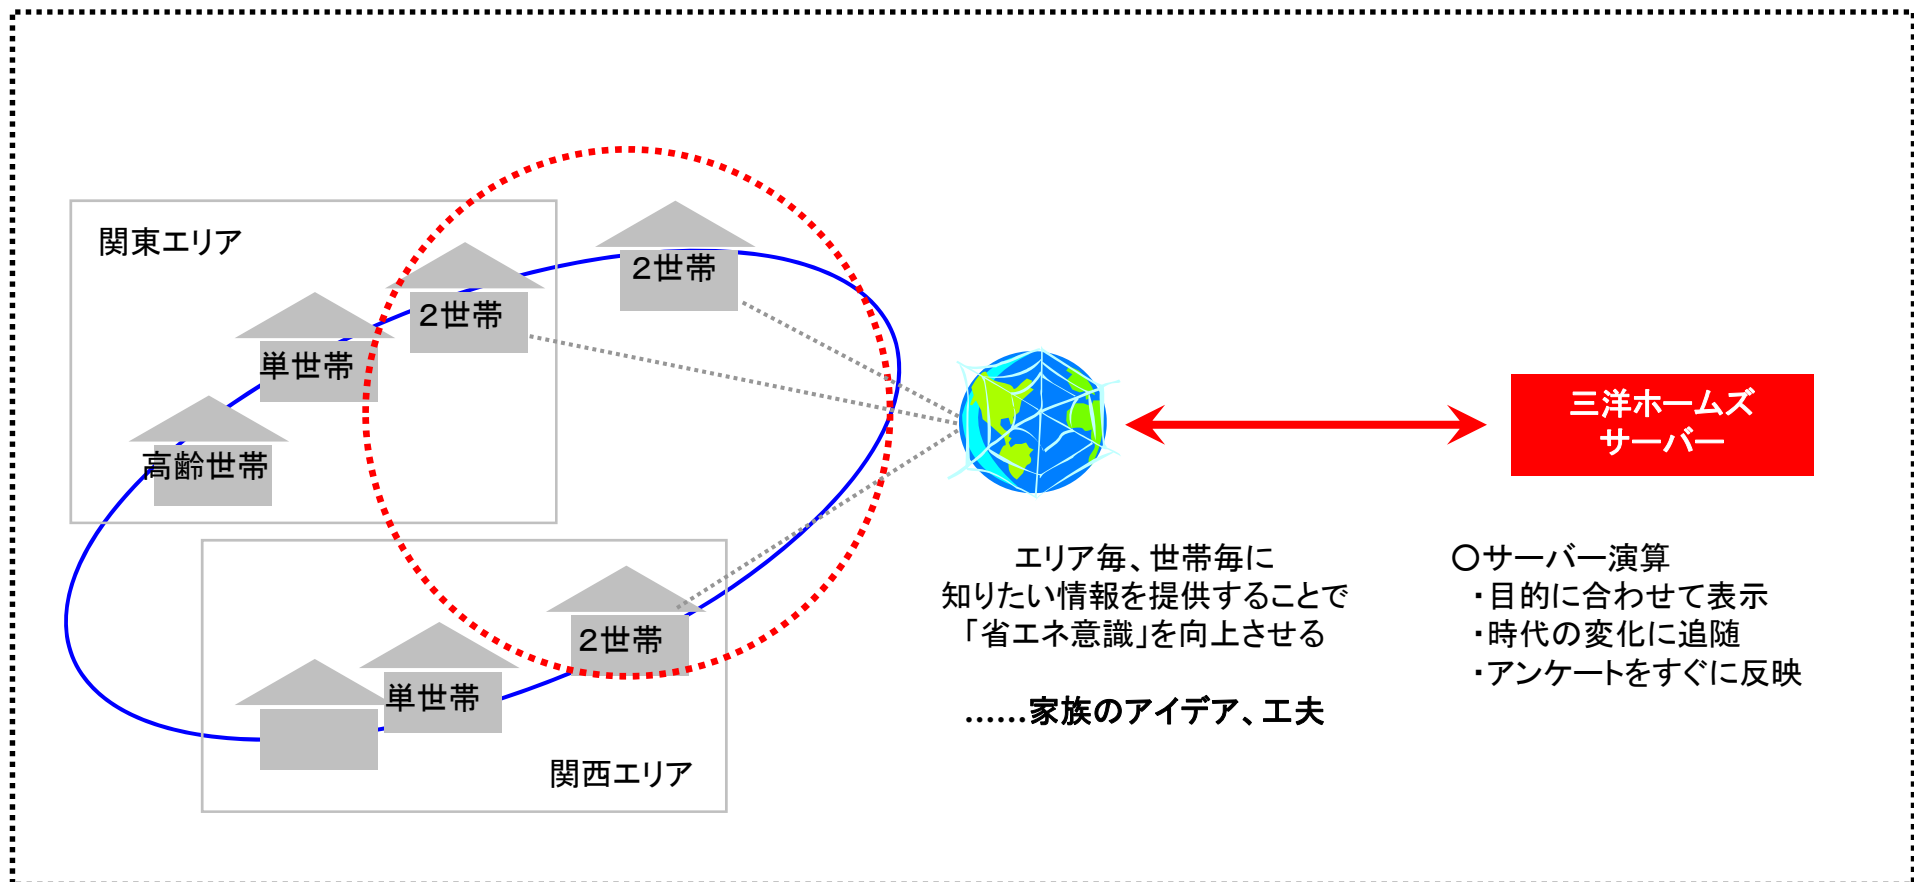 関東エリア
2世帯
2世帯
単世帯
高齢世帯
2世帯
単世帯
関西エリア
エリア毎、世帯毎に
知りたい情報を提供することで
「省エネ意識」を向上させる
……家族のアイデア、工夫
三洋ホームズ
サーバー
○サーバー演算
・目的に合わせて表示
・時代の変化に追随
・アンケートをすぐに反映